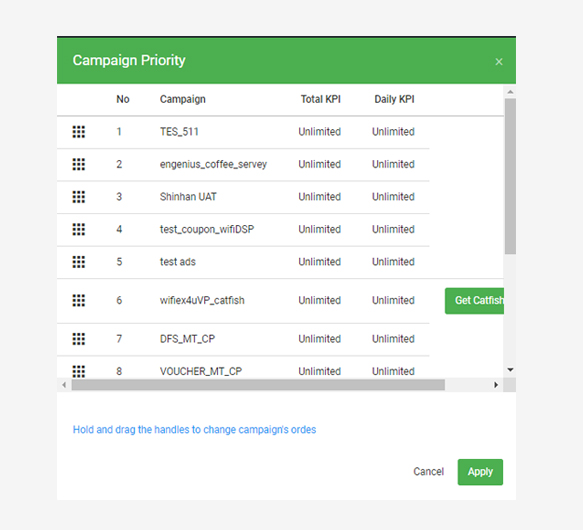 Campaign Priority ×
No Campaign Total KPI Daily KPI
1 TES_511 Unlimited Unlimited
2 engenius_coffee_servey Unlimited Unlimited
3 Shinhan UAT Unlimited Unlimited
4 test_coupon_wifiDSP Unlimited Unlimited
5 test ads Unlimited Unlimited
6 wifiex4uVP_catfish Unlimited Unlimited Get Catfish
7 DFS_MT_CP Unlimited Unlimited
8 VOUCHER_MT_CP Unlimited Unlimited
Hold and drag the handles to change campaign's ordes
Cancel Apply